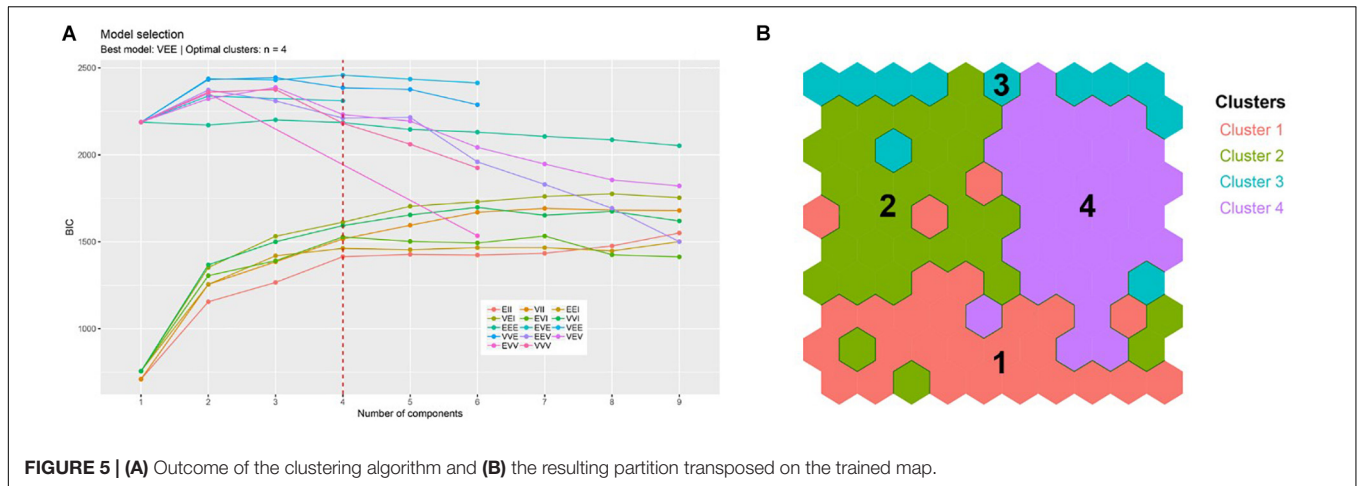 A
Model selection
Best model: VEE | Optimal clusters: n = 4
2500
2000
1500
1000
BIC
1 2 3 4 5 6 7 8 9
Number of components
EII VII EEI
VEI EVI VVI
EEE EVE VEE
VVE EEV VEV
EVV VVV
B
3
2
4
1
Clusters
Cluster 1
Cluster 2
Cluster 3
Cluster 4
FIGURE 5 | (A) Outcome of the clustering algorithm and (B) the resulting partition transposed on the trained map.